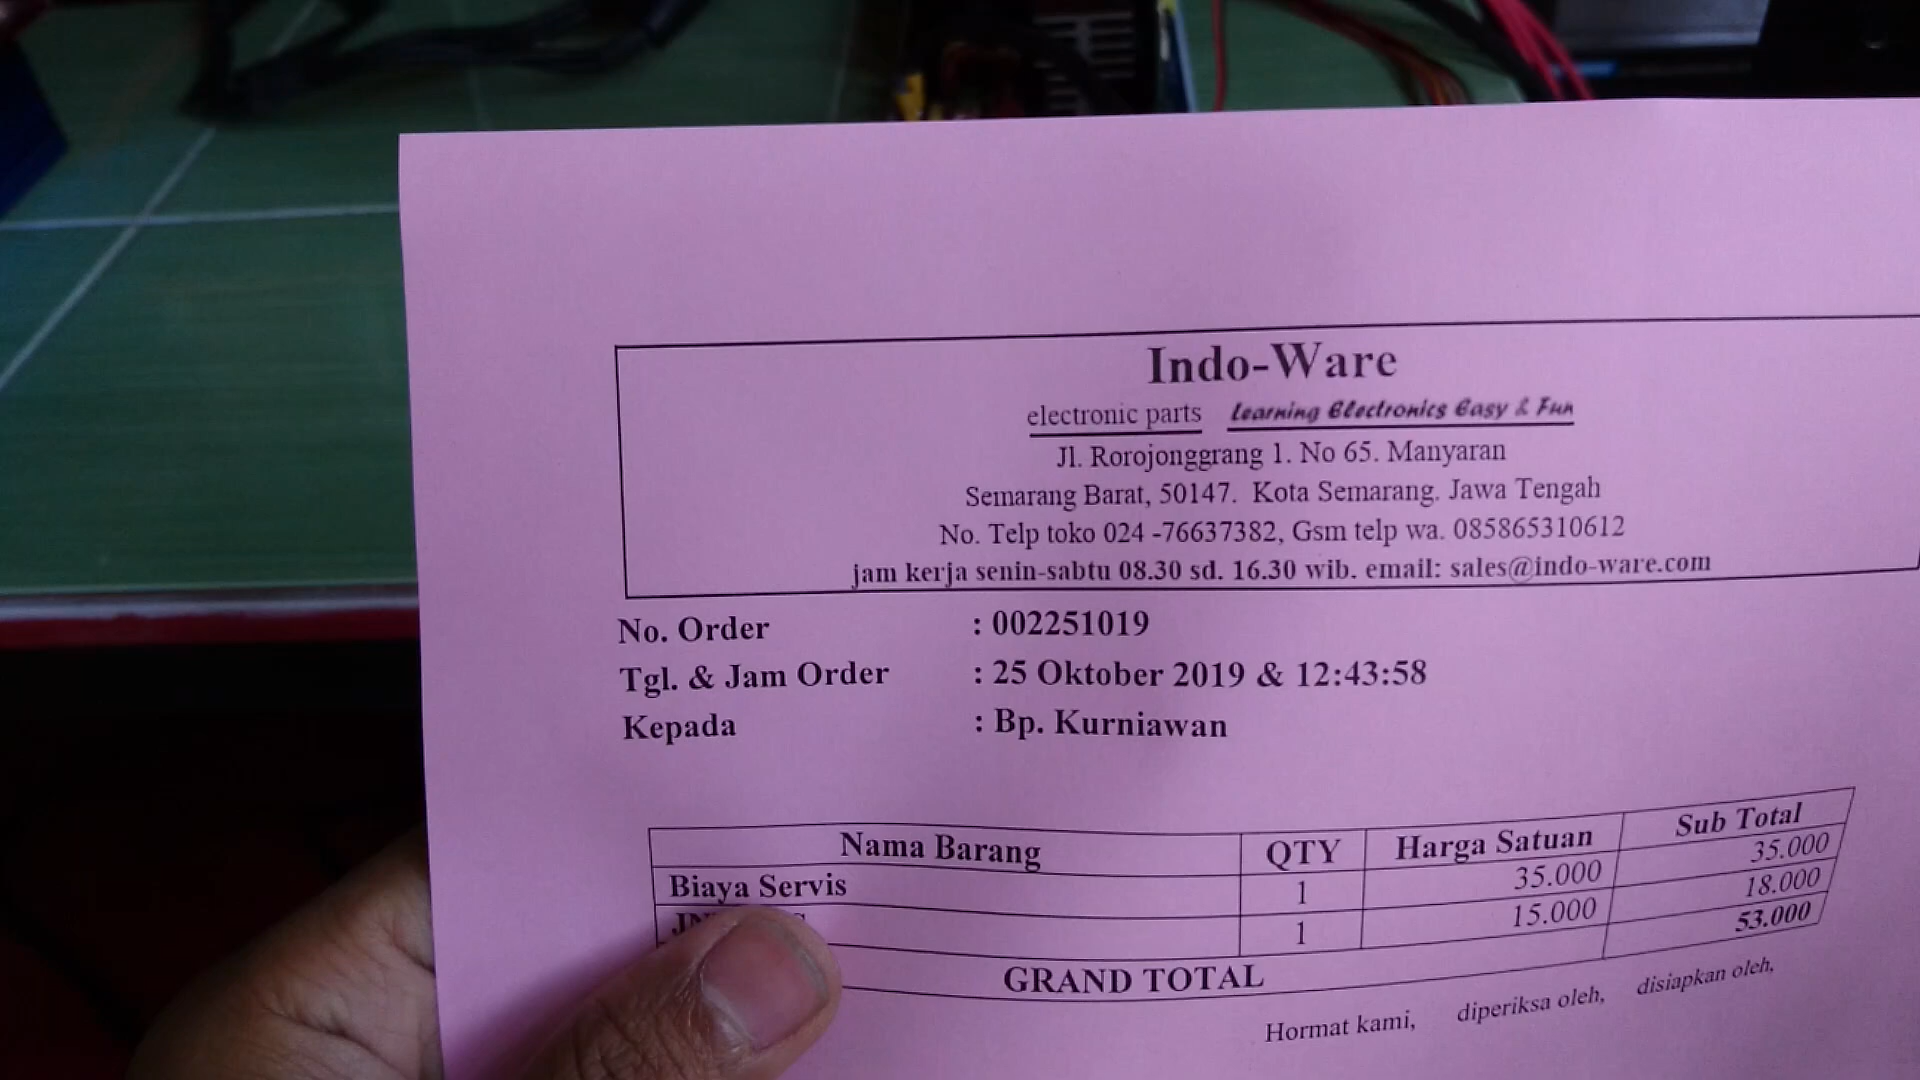 Indo-Ware
electronic parts Learning Electronics Easy & Fun
Jl. Rorojonggrang 1. No 65. Manyaran
Semarang Barat, 50147. Kota Semarang. Jawa Tengah
No. Telp toko 024 -76637382, Gsm telp wa. 085865310612
jam kerja senin-sabtu 08.30 sd. 16.30 wib. email: sales@indo-ware.com
No. Order : 002251019
Tgl. & Jam Order : 25 Oktober 2019 & 12:43:58
Kepada : Bp. Kurniawan
Nama Barang QTY Harga Satuan Sub Total
Biaya Servis 1 35.000 35.000
1 15.000 18.000
GRAND TOTAL 53.000
Hormat kami, diperiksa oleh, disiapkan oleh,